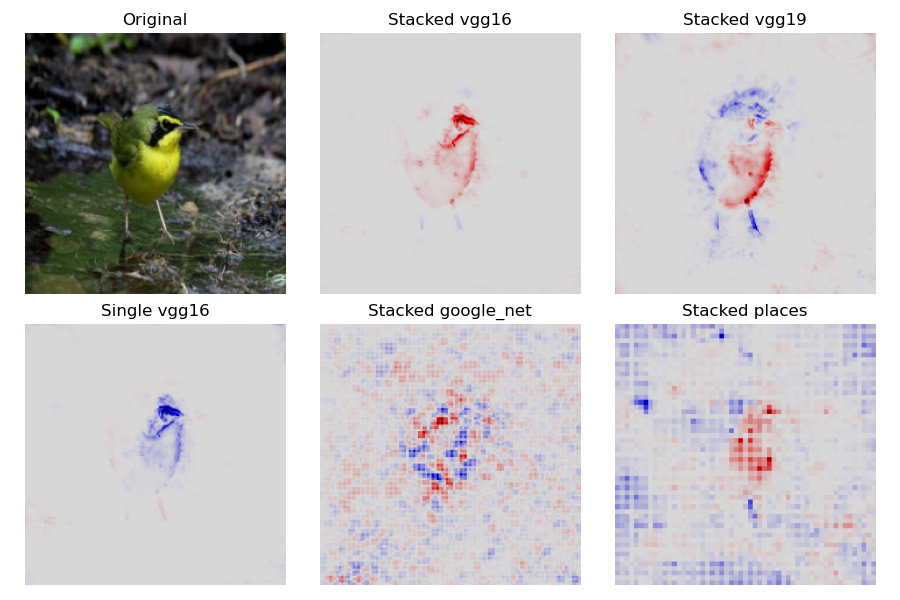 Original
Stacked vgg16
Stacked vgg19
Single vgg16
Stacked google_net
Stacked places